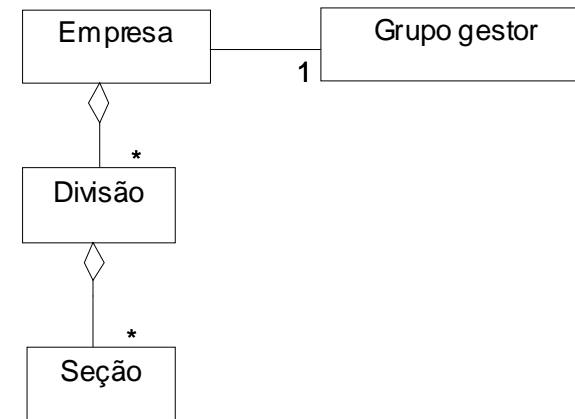 Empresa
Grupo gestor
1
*
Divisão
*
Seção